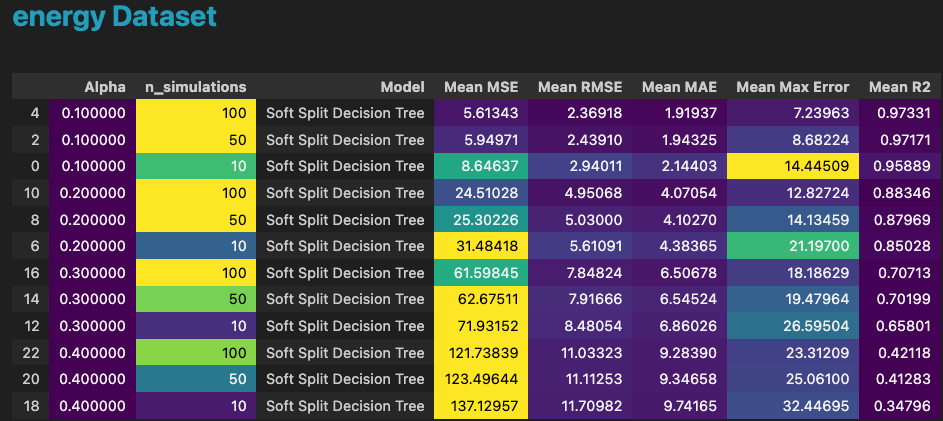 energy Dataset
Alpha n_simulations Model Mean MSE Mean RMSE Mean MAE Mean Max Error Mean R2
4 0.100000 100 Soft Split Decision Tree 5.61343 2.36918 1.91937 7.23963 0.97331
2 0.100000 50 Soft Split Decision Tree 5.94971 2.43910 1.94325 8.68224 0.97171
0 0.100000 10 Soft Split Decision Tree 8.64637 2.94011 2.14403 14.44509 0.95889
10 0.200000 100 Soft Split Decision Tree 24.51028 4.95068 4.07054 12.82724 0.88346
8 0.200000 50 Soft Split Decision Tree 25.30226 5.03000 4.10270 14.13459 0.87969
6 0.200000 10 Soft Split Decision Tree 31.48418 5.61091 4.38365 21.19700 0.85028
16 0.300000 100 Soft Split Decision Tree 61.59845 7.84824 6.50678 18.18629 0.70713
14 0.300000 50 Soft Split Decision Tree 62.67511 7.91666 6.54524 19.47964 0.70199
12 0.300000 10 Soft Split Decision Tree 71.93152 8.48054 6.86026 26.59504 0.65801
22 0.400000 100 Soft Split Decision Tree 121.73839 11.03323 9.28390 23.31209 0.42118
20 0.400000 50 Soft Split Decision Tree 123.49644 11.11253 9.34658 25.06100 0.41283
18 0.400000 10 Soft Split Decision Tree 137.12957 11.70982 9.74165 32.44695 0.34796